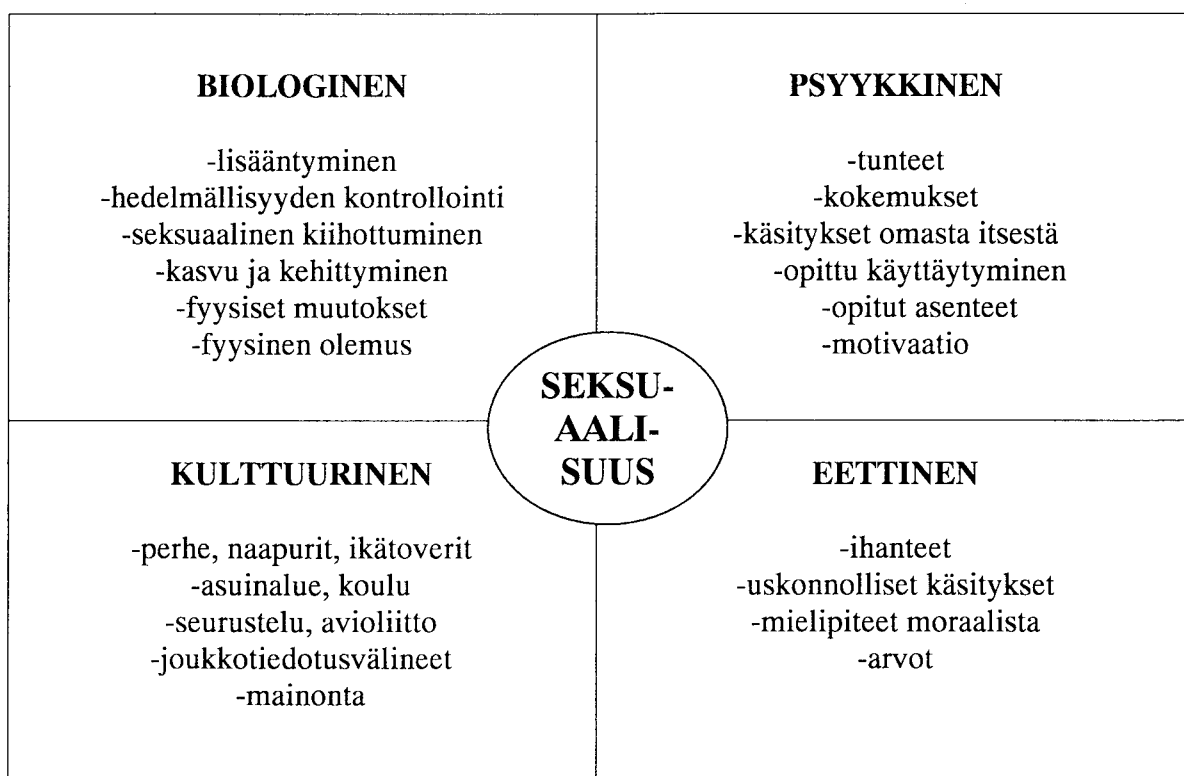 BIOLOGINEN
-lisääntyminen
-hedelmällisyyden kontrollointi
-seksuaalinen kiihottuminen
-kasvu ja kehittyminen
-fyysiset muutokset
-fyysinen olemus
PSYYKKINEN
-tunteet
-kokemukset
-käsitykset omasta itsestä
-opittu käyttäytyminen
-opitut asenteet
-motivaatio
SEKSU-
AALI-
SUUS
KULTTUURINEN
-perhe, naapurit, ikätoverit
-asuinalue, koulu
-seurustelu, avioliitto
-joukkotiedotusvälineet
-mainonta
EETTINEN
-ihanteet
-uskonnolliset käsitykset
-mielipiteet moraalista
-arvot